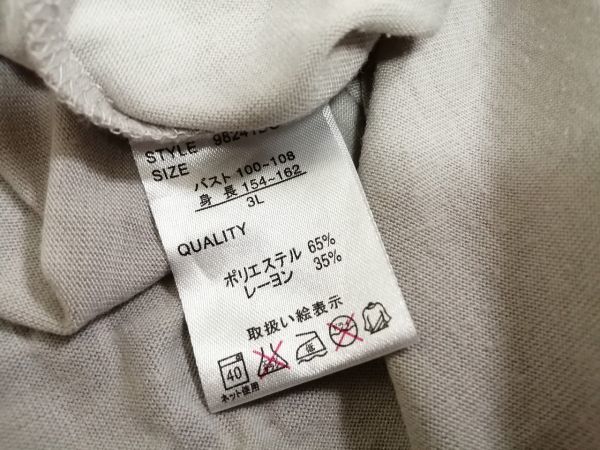 STYLE
SIZE
バスト 100~108
身 長 154~162
3L
QUALITY
ポリエステル 65%
レーヨン 35%
取扱い絵表示
40
ネット使用
低